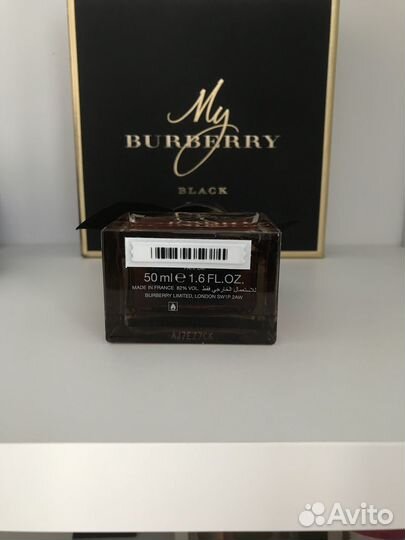 My
BURBERRY
BLACK
50 ml ℮ 1.6 FL.OZ.
MADE IN FRANCE 82% VOL. للاستعمال الخارجي فقط
BURBERRY LIMITED, LONDON SW1P 2AW
Avito